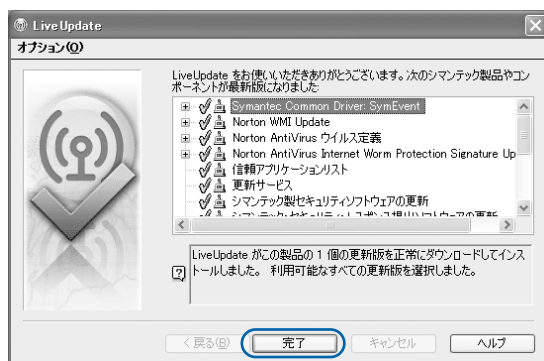 LiveUpdate
オプション(O)
LiveUpdate をお使いいただきありがとうございます。次のシマンテック製品やコン
ポーネントが最新版になりました:
Symantec Common Driver: SymEvent
Norton WMI Update
Norton AntiVirus ウイルス定義
Norton AntiVirus Internet Worm Protection Signature Up
信頼アプリケーションリスト
更新サービス
シマンテック製セキュリティソフトウェアの更新
LiveUpdate がこの製品の 1 個の更新版を正常にダウンロードしてインス
トールしました。 利用可能なすべての更新版を選択しました。
< 戻る(B)
完了
キャンセル
ヘルプ